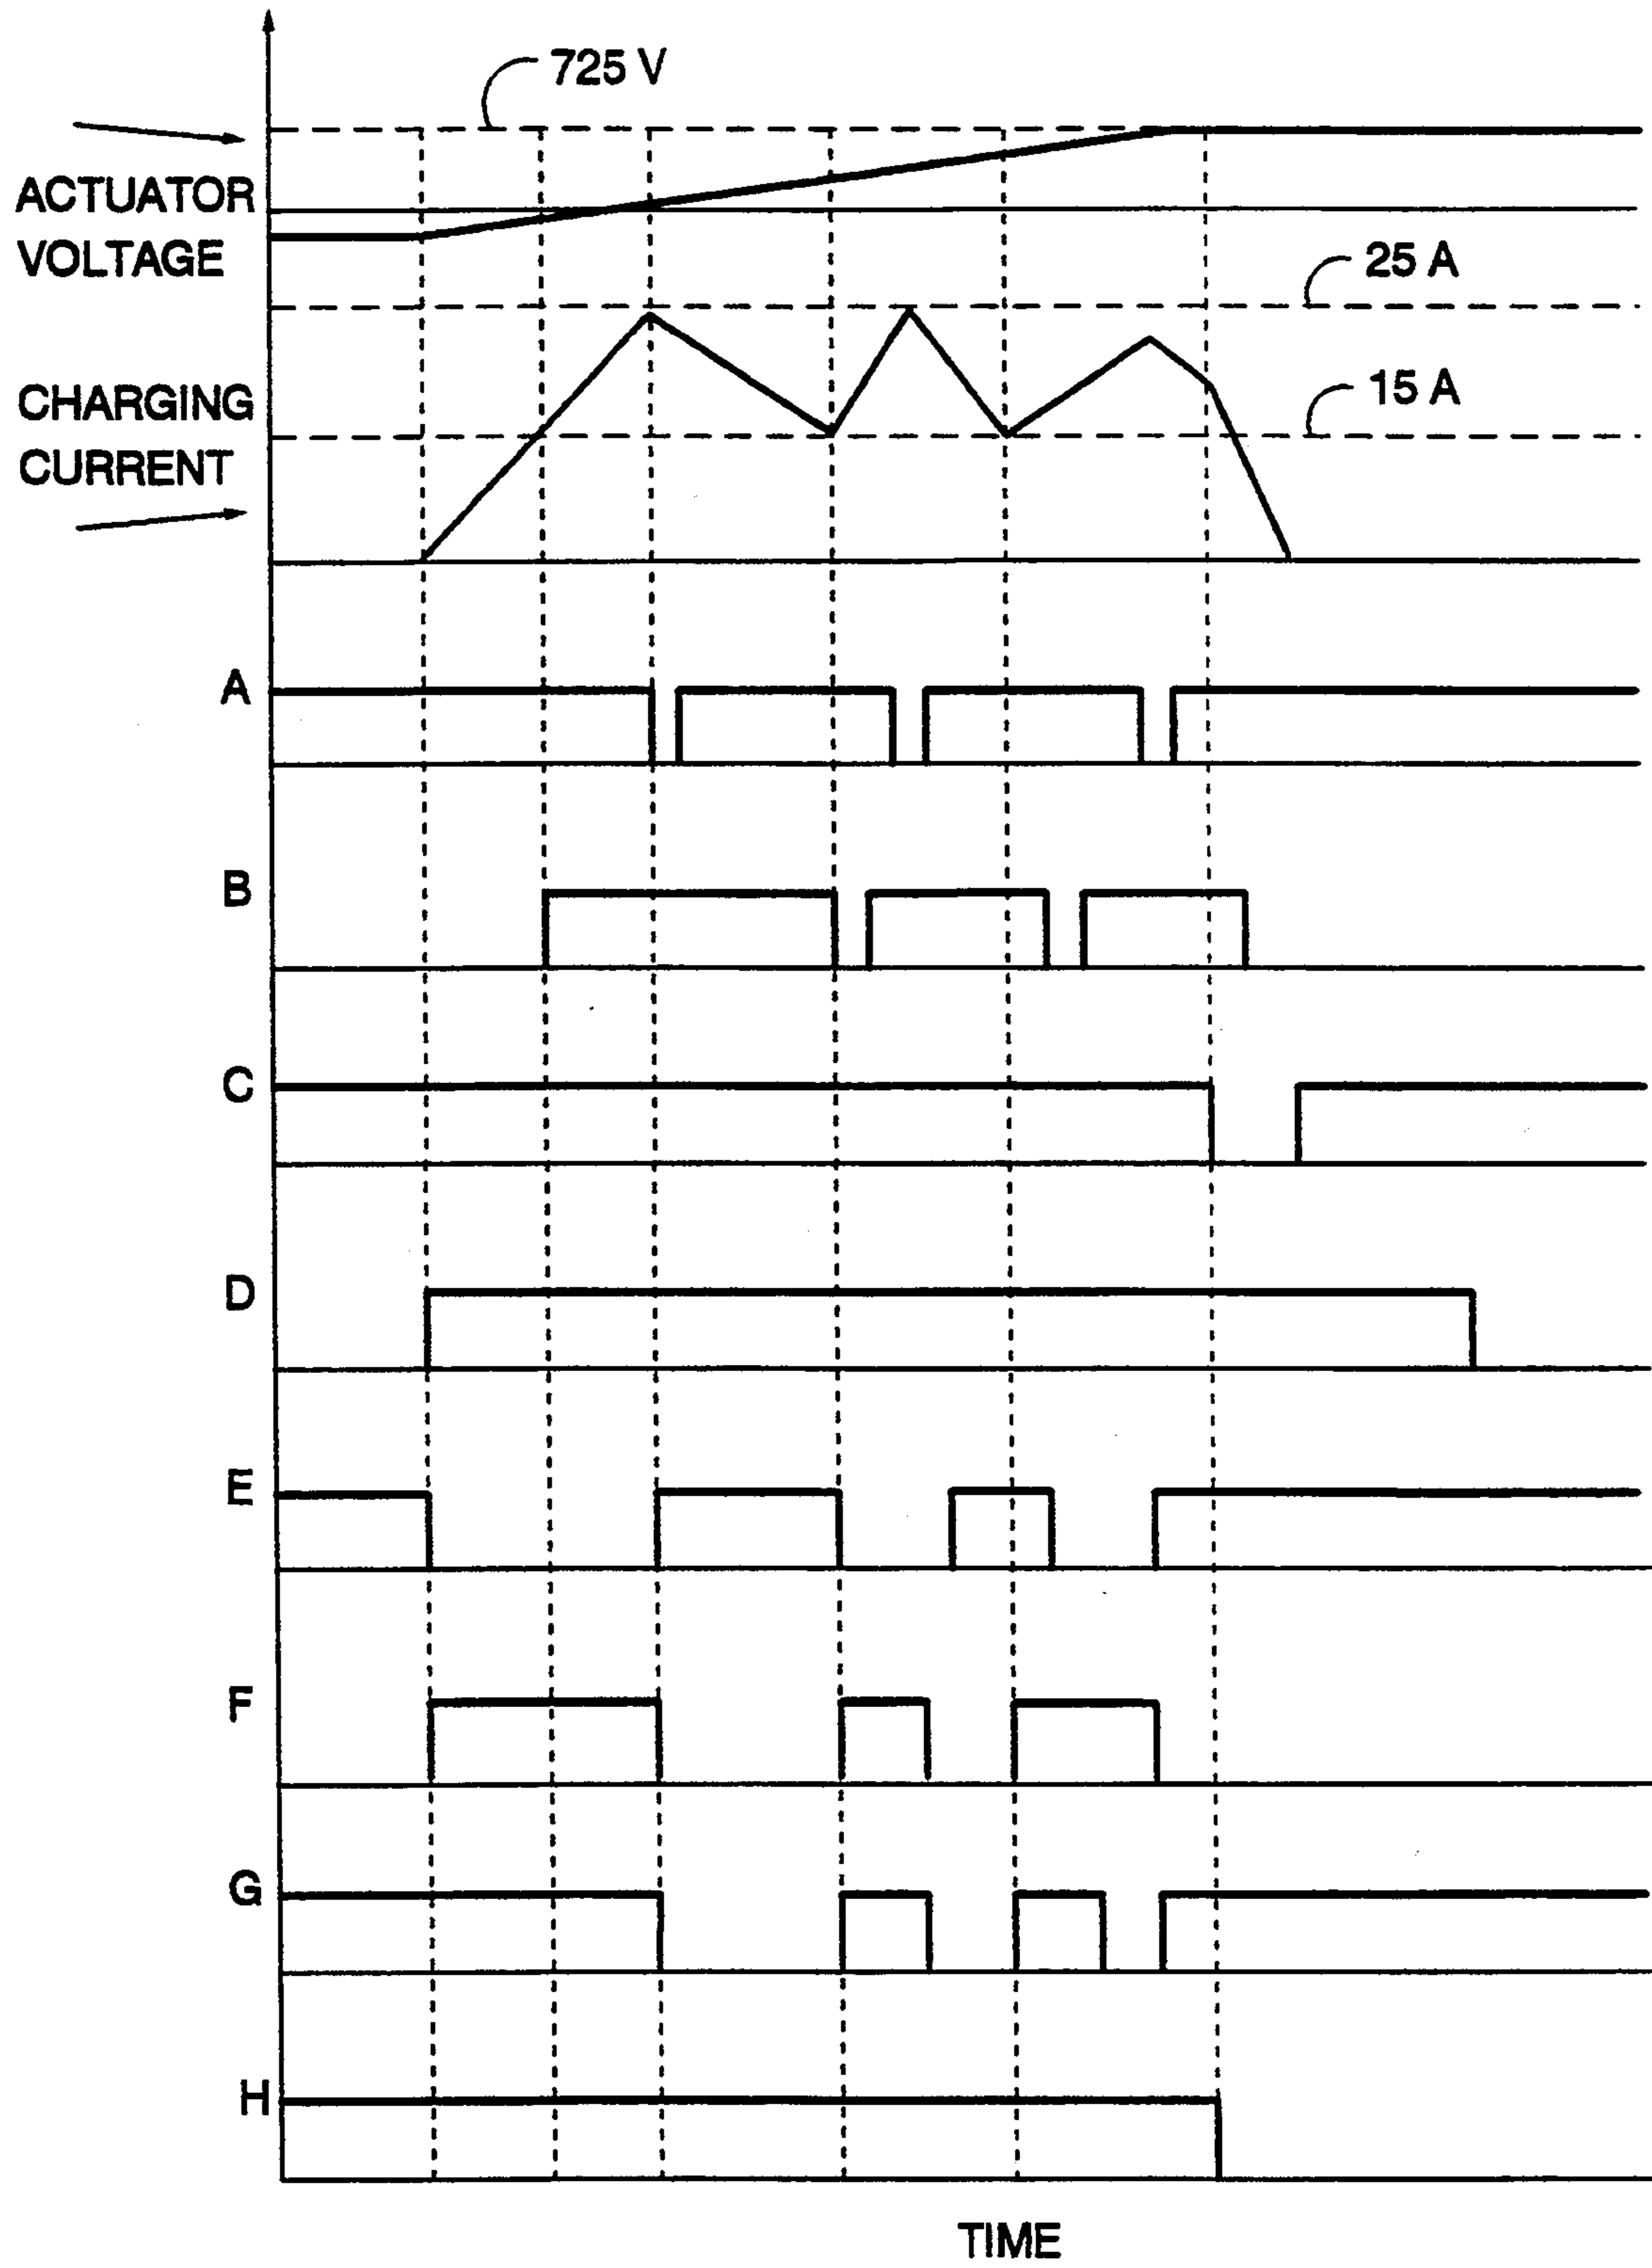 725 V
ACTUATOR
VOLTAGE
25 A
CHARGING
CURRENT
15 A
A
B
C
D
E
F
G
H
TIME